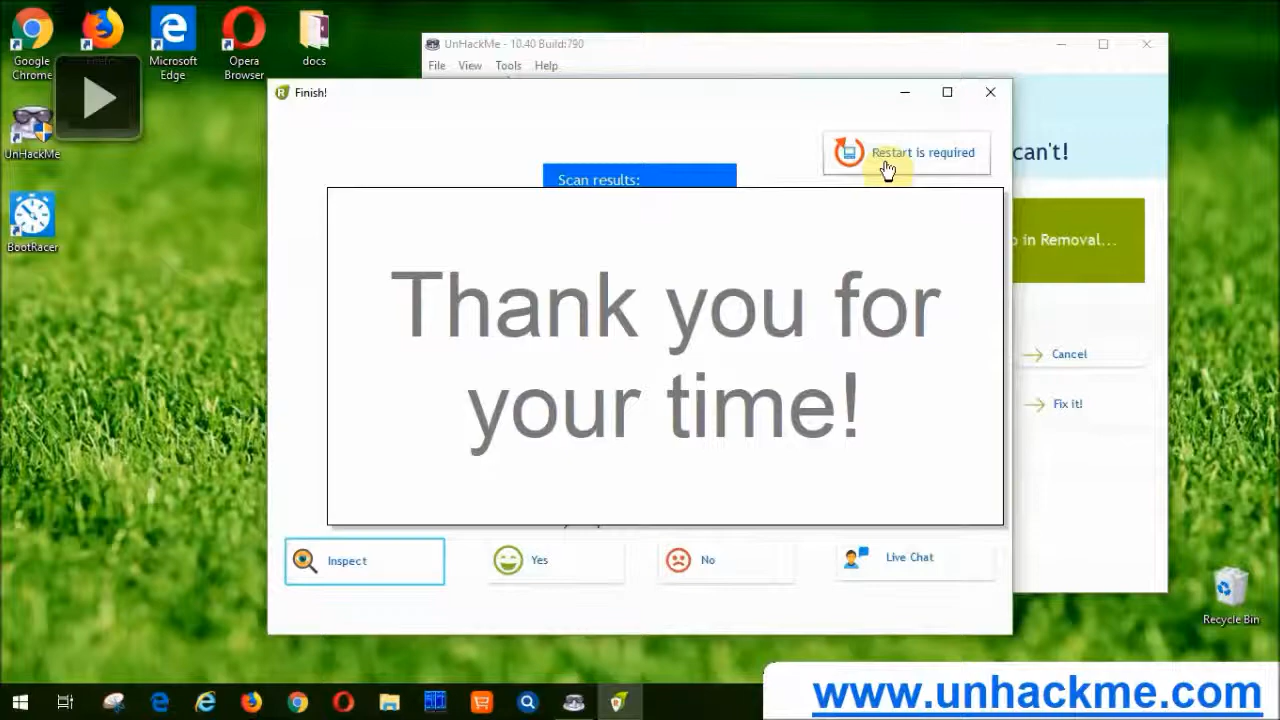 Google
Chrome
Microsoft
Edge
Opera
Browser
docs
UnHackMe
BootRacer
UnHackMe - 10.40 Build:790
File View Tools Help
Finish!
Restart is required
can't!
Scan results:
in Removal...
Thank you for
your time!
Cancel
Fix it!
Inspect
Yes
No
Live Chat
Recycle Bin
www.unhackme.com